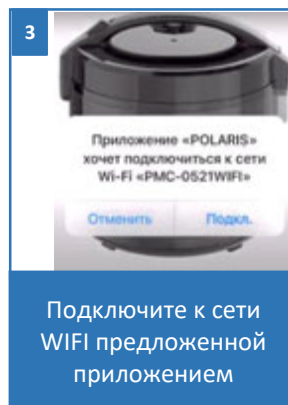 3
Приложение «POLARIS»
хочет подключиться к сети
Wi-Fi «PMC-0521WIFI»
Отменить Подкл.
Подключите к сети
WIFI предложенной
приложением